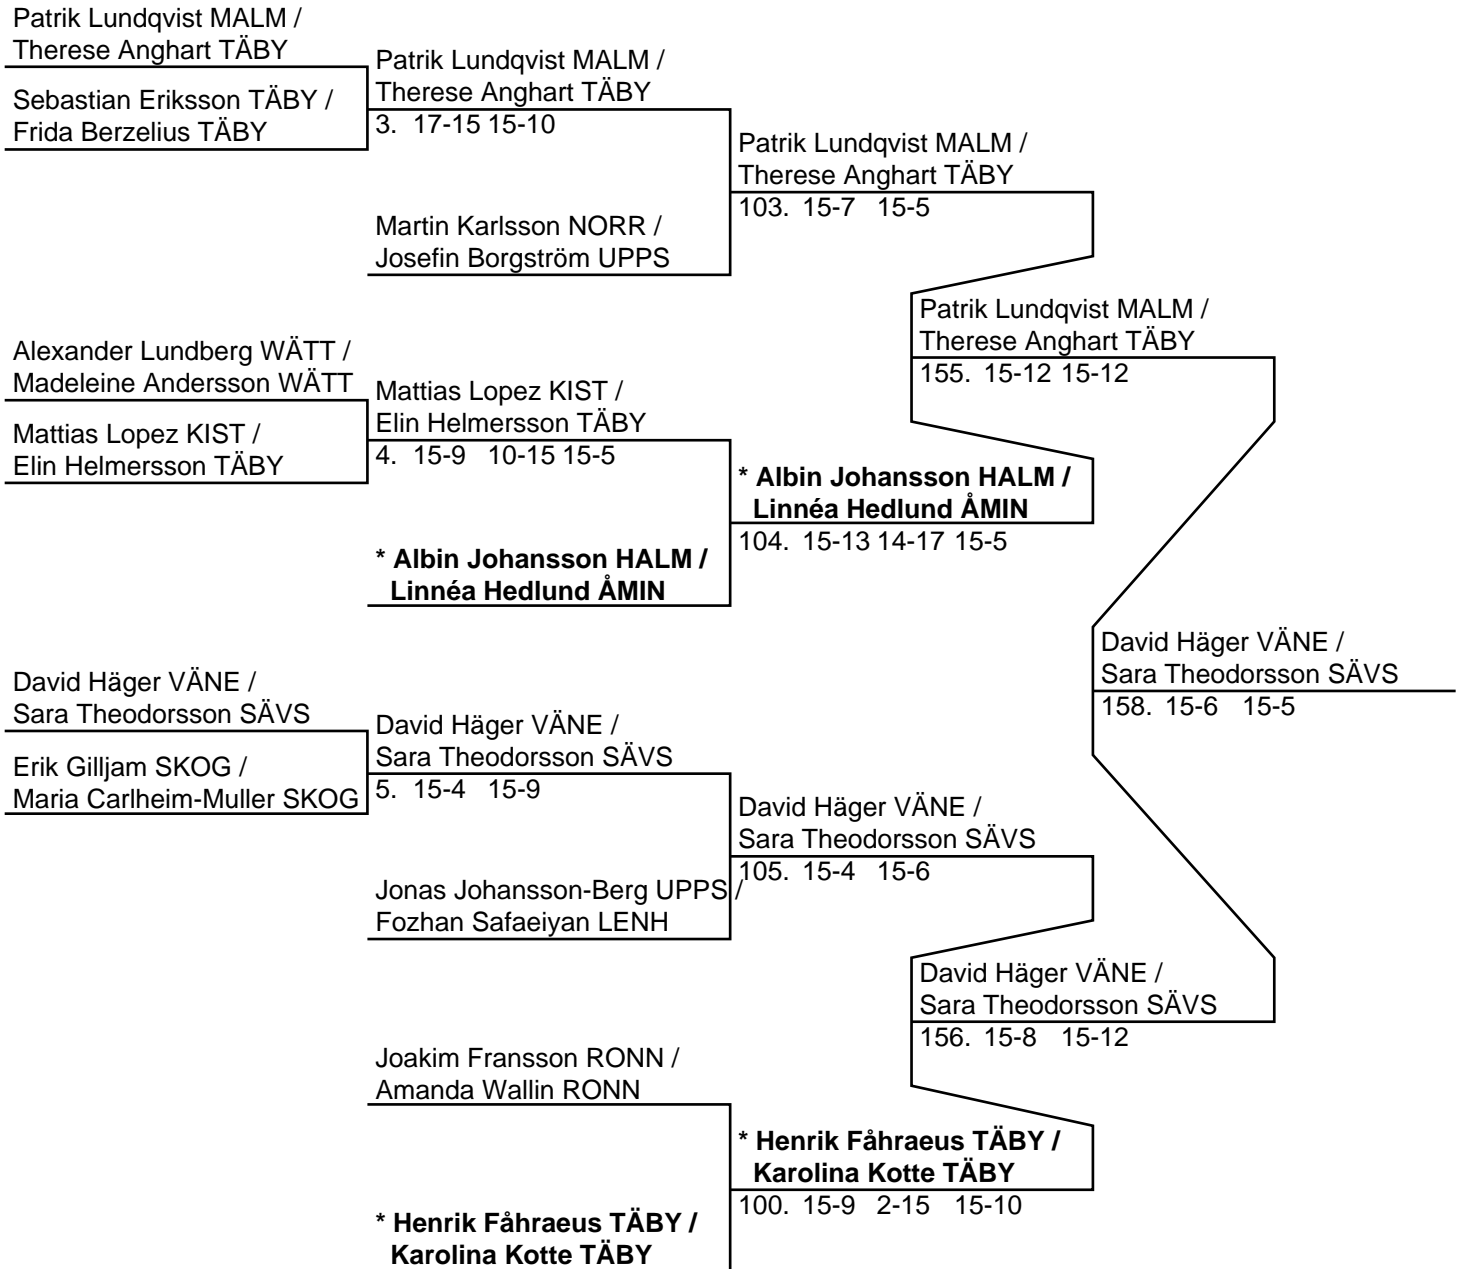 Patrik Lundqvist MALM /
Therese Anghart TÄBY
Sebastian Eriksson TÄBY /
Frida Berzelius TÄBY
Patrik Lundqvist MALM /
Therese Anghart TÄBY
3. 17-15 15-10
Martin Karlsson NORR /
Josefin Borgström UPPS
Patrik Lundqvist MALM /
Therese Anghart TÄBY
103. 15-7 15-5
Alexander Lundberg WÄTT /
Madeleine Andersson WÄTT
Mattias Lopez KIST /
Elin Helmersson TÄBY
Mattias Lopez KIST /
Elin Helmersson TÄBY
4. 15-9 10-15 15-5
* Albin Johansson HALM /
Linnéa Hedlund ÅMIN
* Albin Johansson HALM /
Linnéa Hedlund ÅMIN
104. 15-13 14-17 15-5
Patrik Lundqvist MALM /
Therese Anghart TÄBY
155. 15-12 15-12
David Häger VÄNE /
Sara Theodorsson SÄVS
Erik Gilljam SKOG /
Maria Carlheim-Muller SKOG
David Häger VÄNE /
Sara Theodorsson SÄVS
5. 15-4 15-9
Jonas Johansson-Berg UPPS /
Fozhan Safaeiyan LENH
David Häger VÄNE /
Sara Theodorsson SÄVS
105. 15-4 15-6
Joakim Fransson RONN /
Amanda Wallin RONN
* Henrik Fåhraeus TÄBY /
Karolina Kotte TÄBY
* Henrik Fåhraeus TÄBY /
Karolina Kotte TÄBY
100. 15-9 2-15 15-10
David Häger VÄNE /
Sara Theodorsson SÄVS
156. 15-8 15-12
David Häger VÄNE /
Sara Theodorsson SÄVS
158. 15-6 15-5